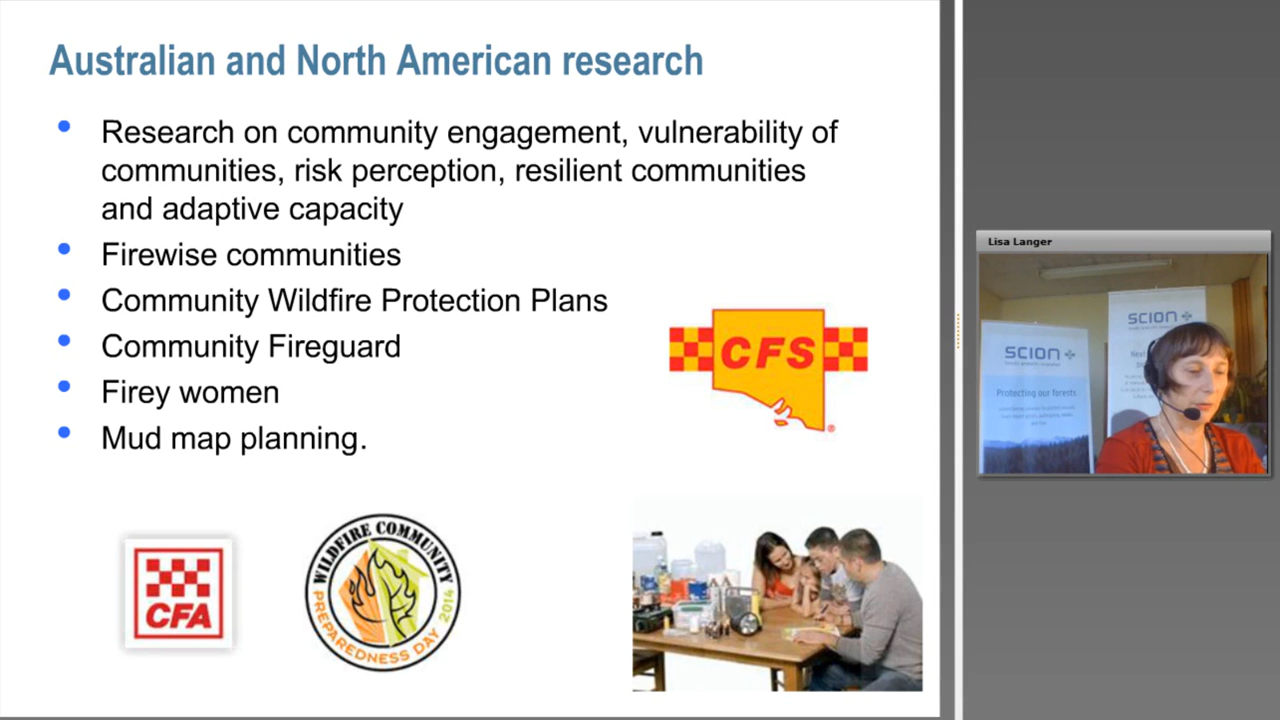 Australian and North American research
Research on community engagement, vulnerability of
communities, risk perception, resilient communities
and adaptive capacity
Firewise communities
Community Wildfire Protection Plans
Community Fireguard
Firey women
Mud map planning.
CFS
®
CFA
WILDFIRE COMMUNITY
PREPAREDNESS DAY 2014
Lisa Langer
SCION
SCION
Next
Protecting our forests